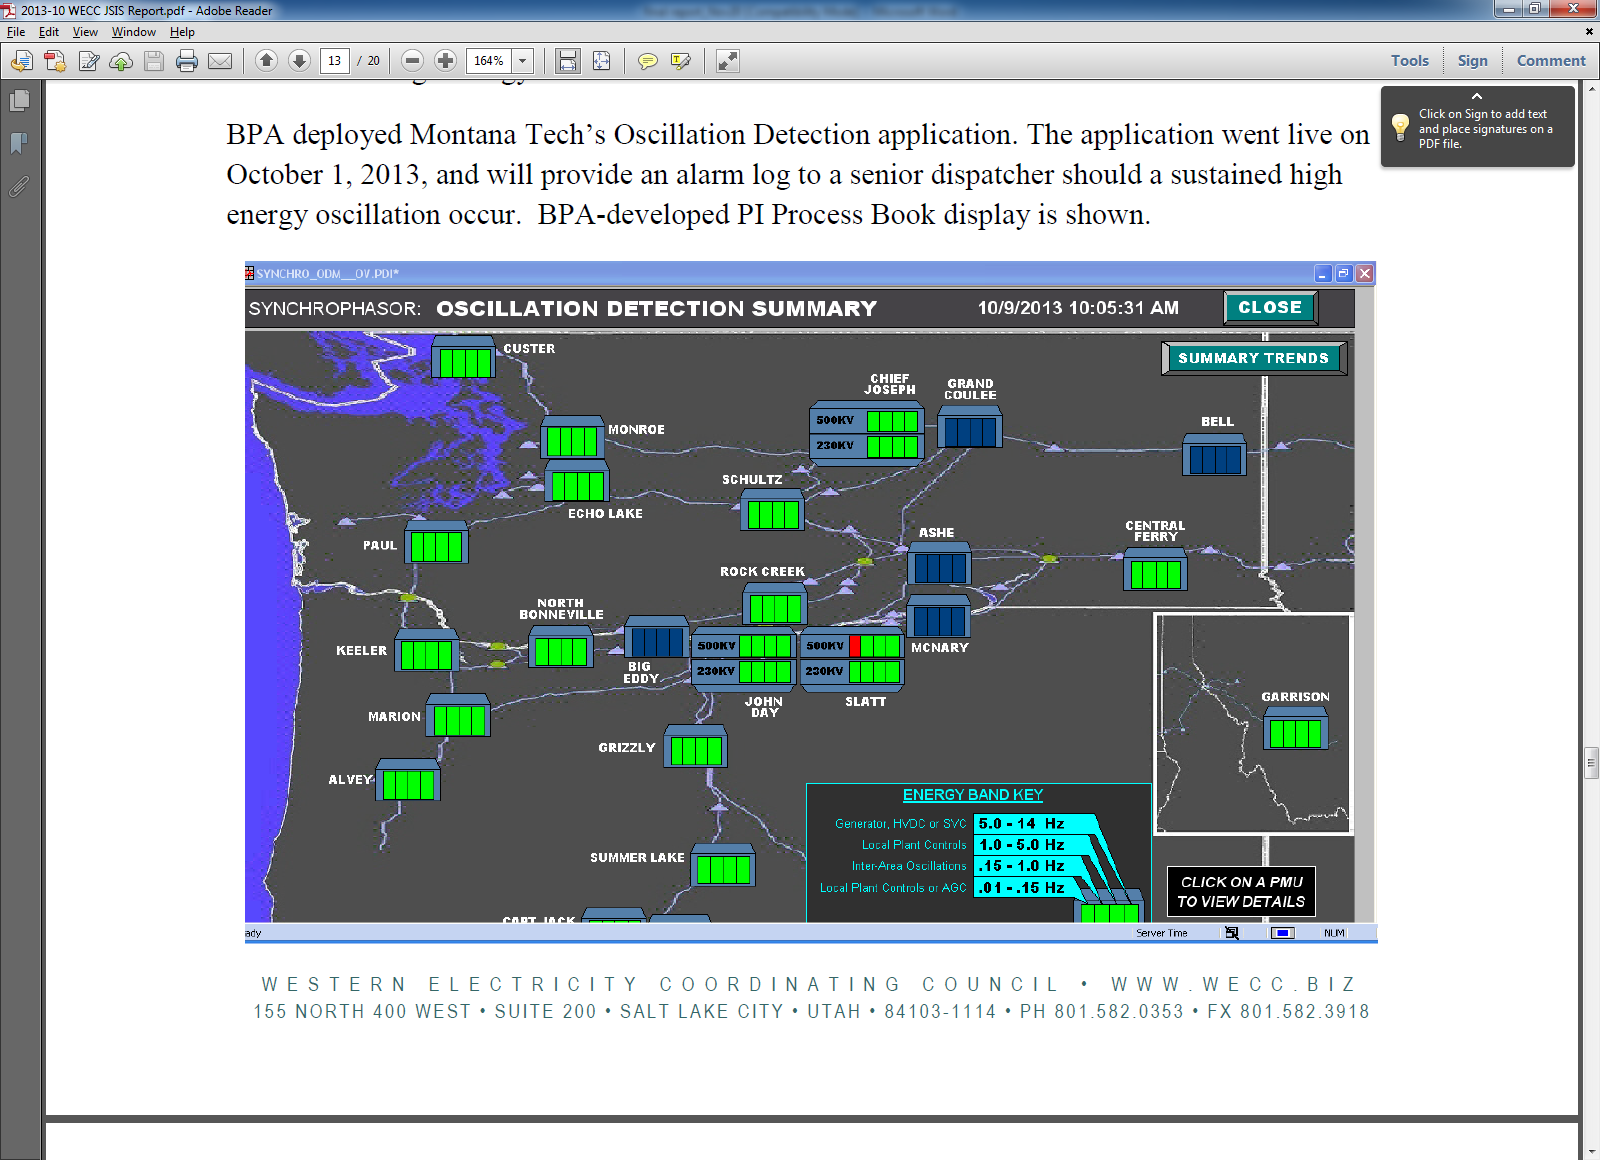 2013-10 WECC JSIS Report.pdf - Adobe Reader
File Edit View Window Help
13 / 20 164% Tools Sign Comment
Click on Sign to add text
and place signatures on a
PDF file.
BPA deployed Montana Tech’s Oscillation Detection application. The application went live on
October 1, 2013, and will provide an alarm log to a senior dispatcher should a sustained high
energy oscillation occur. BPA-developed PI Process Book display is shown.
SYNCHRO_ODM__OV.PDI*
SYNCHROPHASOR: OSCILLATION DETECTION SUMMARY 10/9/2013 10:05:31 AM CLOSE
SUMMARY TRENDS
CUSTER
MONROE
ECHO LAKE
CHIEF
JOSEPH
500KV
230KV
GRAND
COULEE
BELL
SCHULTZ
PAUL
ASHE
CENTRAL
FERRY
ROCK CREEK
NORTH
BONNEVILLE
KEELER
BIG
EDDY
500KV
230KV
JOHN
DAY
500KV
230KV
SLATT
MCNARY
MARION
GARRISON
GRIZZLY
ALVEY
SUMMER LAKE
CAPT JACK
ENERGY BAND KEY
Generator, HVDC or SVC 5.0 - 14 Hz
Local Plant Controls 1.0 - 5.0 Hz
Inter-Area Oscillations .15 - 1.0 Hz
Local Plant Controls or AGC .01 - .15 Hz
CLICK ON A PMU
TO VIEW DETAILS
ady Server Time NUM
WESTERN ELECTRICITY COORDINATING COUNCIL • WWW.WECC.BIZ
155 NORTH 400 WEST • SUITE 200 • SALT LAKE CITY • UTAH • 84103-1114 • PH 801.582.0353 • FX 801.582.3918